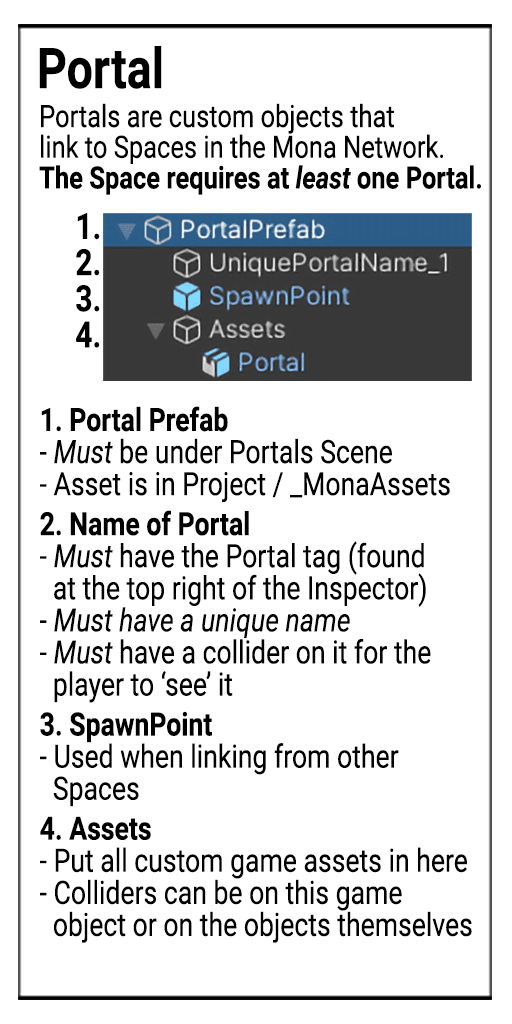 Portal
Portals are custom objects that
link to Spaces in the Mona Network.
The Space requires at least one Portal.
1. PortalPrefab
2. UniquePortalName_1
3. SpawnPoint
4. Assets
Portal
1. Portal Prefab
- Must be under Portals Scene
- Asset is in Project / _MonaAssets
2. Name of Portal
- Must have the Portal tag (found
at the top right of the Inspector)
- Must have a unique name
- Must have a collider on it for the
player to ‘see’ it
3. SpawnPoint
- Used when linking from other
Spaces
4. Assets
- Put all custom game assets in here
- Colliders can be on this game
object or on the objects themselves